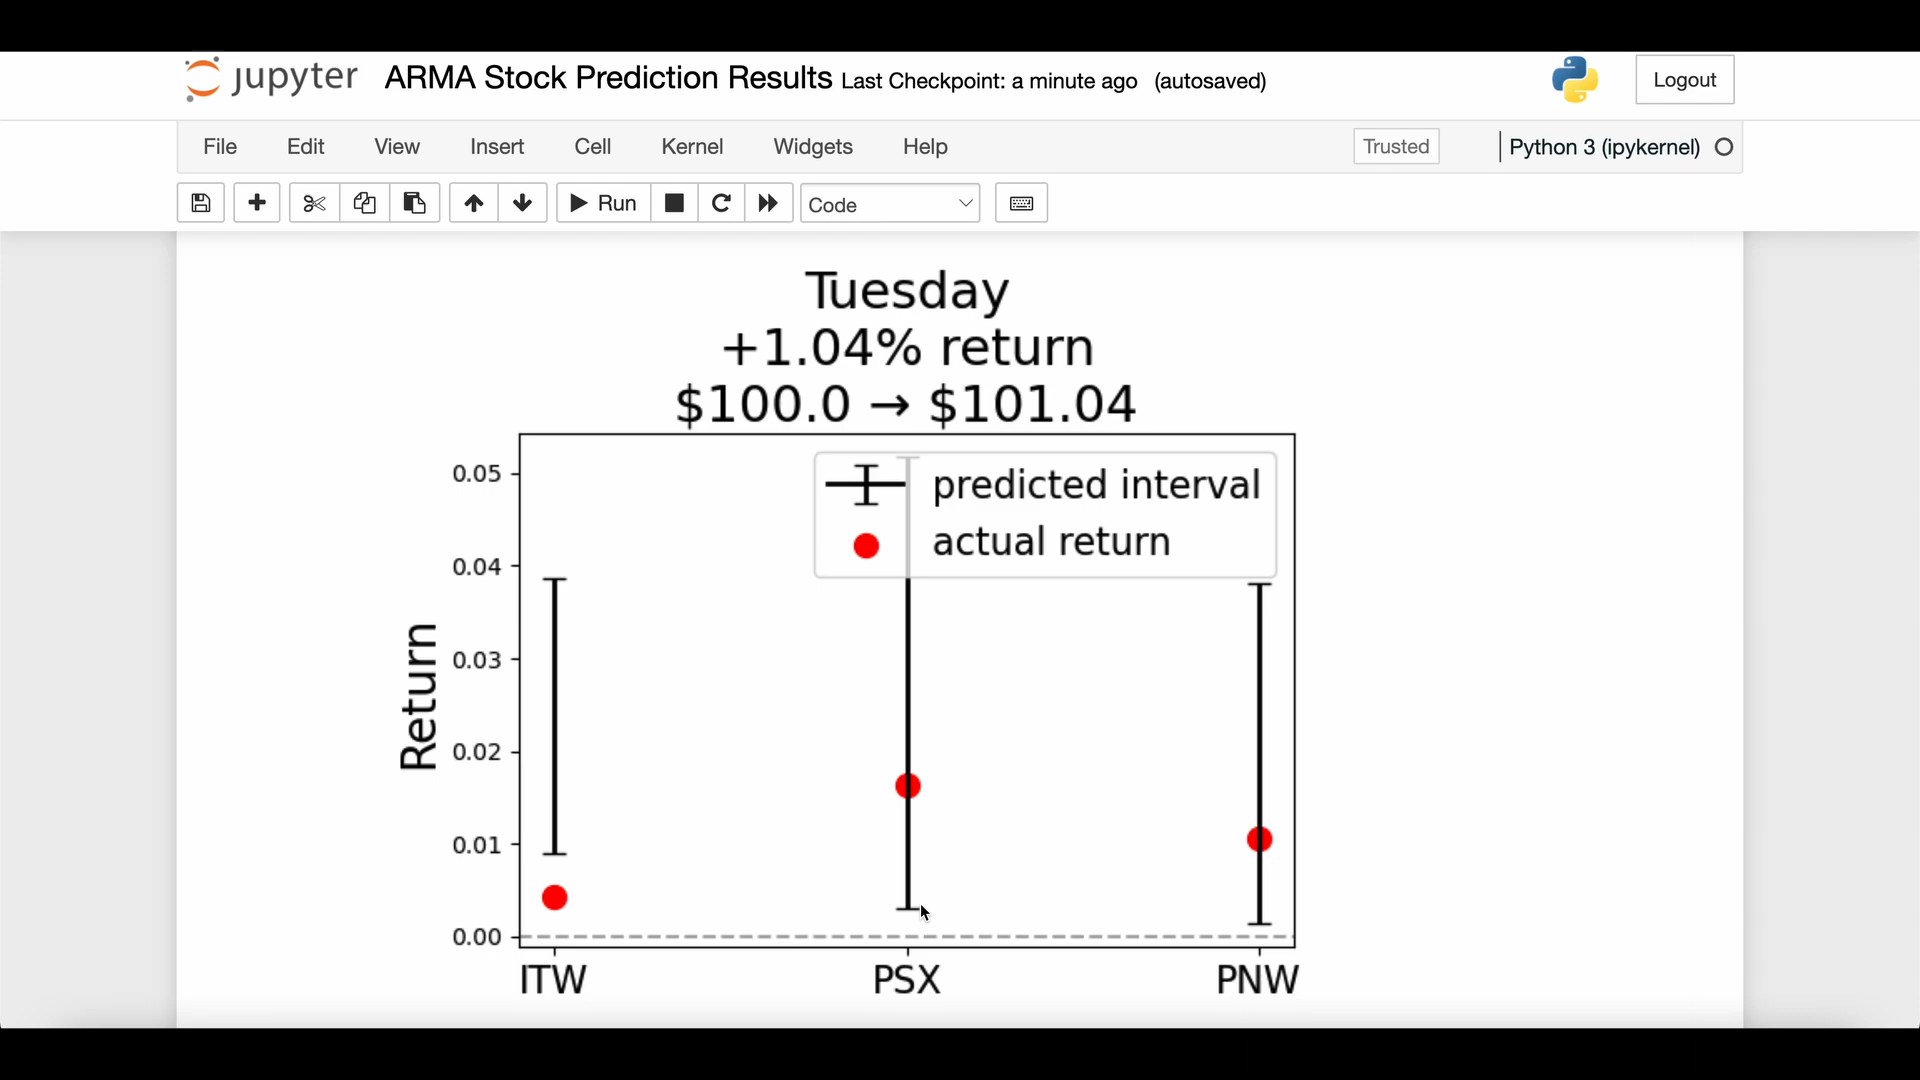 jupyter ARMA Stock Prediction Results Last Checkpoint: a minute ago (autosaved) Logout
File Edit View Insert Cell Kernel Widgets Help Trusted Python 3 (ipykernel)
Run Code
Tuesday
+1.04% return
$100.0 → $101.04
predicted interval
actual return
Return
0.05
0.04
0.03
0.02
0.01
0.00
ITW PSX PNW